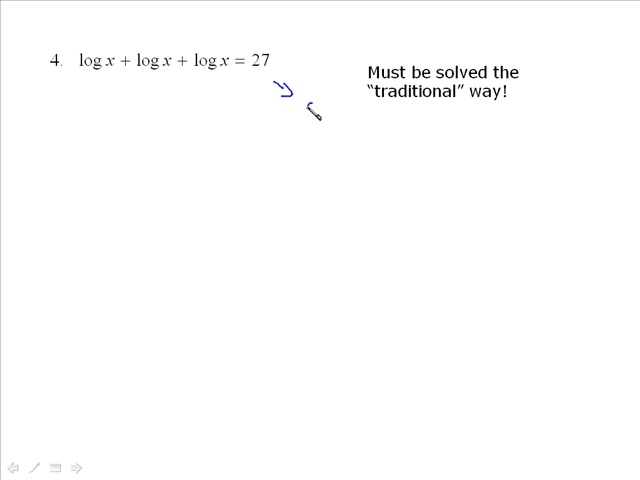 4. log x + log x + log x = 27
Must be solved the
“traditional” way!